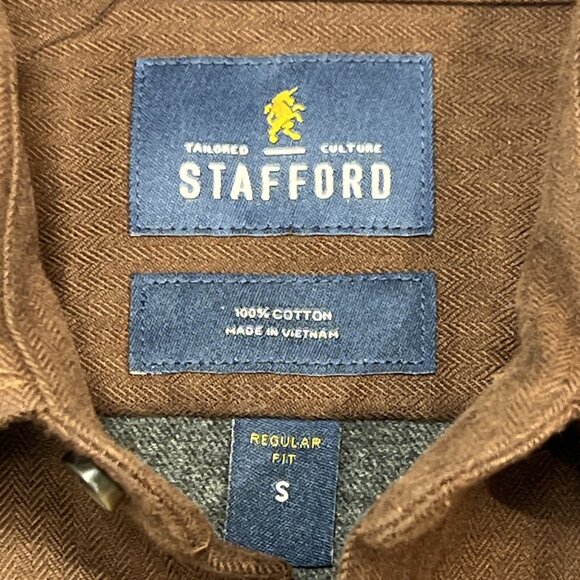 TAILORED CULTURE
STAFFORD
100% COTTON
MADE IN VIETNAM
REGULAR
FIT
S